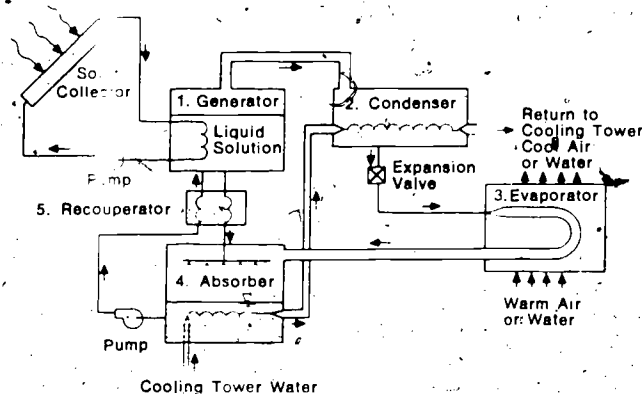 Collector
1. Generator
Liquid
Solution
2. Condenser
Return to
Cooling Tower
Cool Air
or Water
Expansion
Valve
3. Evaporator
5. Recouperator
4. Absorber
Pump
Warm Air
or Water
Pump
Cooling Tower Water